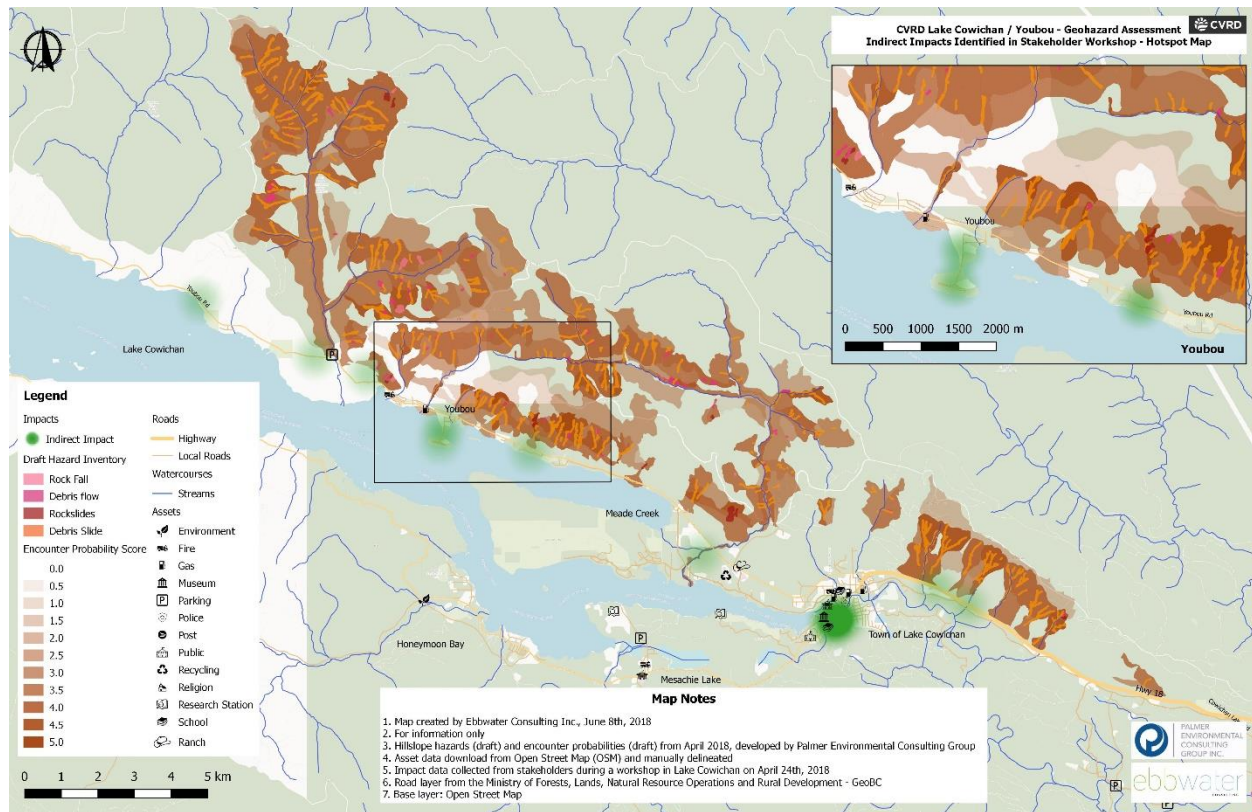 CVRD Lake Cowichan / Youbou - Geohazard Assessment
Indirect Impacts Identified in Stakeholder Workshop - Hotspot Map
CVRD
Youbou
Youbou Rd
0 500 1000 1500 2000 m
Youbou
Youbou Rd
Lake Cowichan
P
Youbou
Meade Creek
Honeymoon Bay
P
Mesachie Lake
Town of Lake Cowichan
Hwy 18
P
P
Legend
Impacts
Indirect Impact
Draft Hazard Inventory
Rock Fall
Debris flow
Rockslides
Debris Slide
Encounter Probability Score
0.0
0.5
1.0
1.5
2.0
2.5
3.0
3.5
4.0
4.5
5.0
Roads
Highway
Local Roads
Watercourses
Streams
Assets
Environment
Fire
Gas
Museum
P Parking
Police
Post
Public
Recycling
Religion
Research Station
School
Ranch
0 1 2 3 4 5 km
Map Notes
1. Map created by Ebbwater Consulting Inc., June 8th, 2018
2. For information only
3. Hillslope hazards (draft) and encounter probabilities (draft) from April 2018, developed by Palmer Environmental Consulting Group
4. Asset data download from Open Street Map (OSM) and manually delineated
5. Impact data collected from stakeholders during a workshop in Lake Cowichan on April 24th, 2018
6. Road layer from the Ministry of Forests, Lands, Natural Resource Operations and Rural Development - GeoBC
7. Base layer: Open Street Map
PALMER
ENVIRONMENTAL
CONSULTING
GROUP INC.
ebbwater